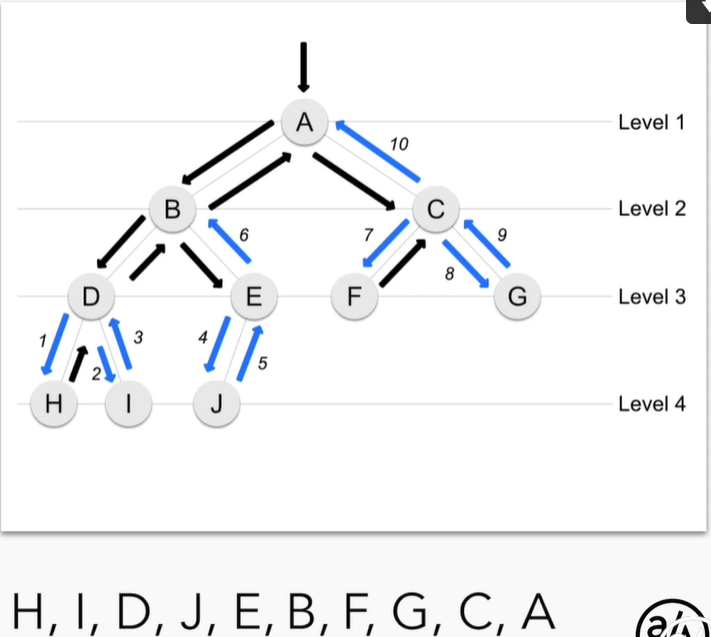 A
Level 1
10
B
C
Level 2
6
7
9
8
D
E
F
G
Level 3
1
3
4
2
5
H
I
J
Level 4
H, I, D, J, E, B, F, G, C, A